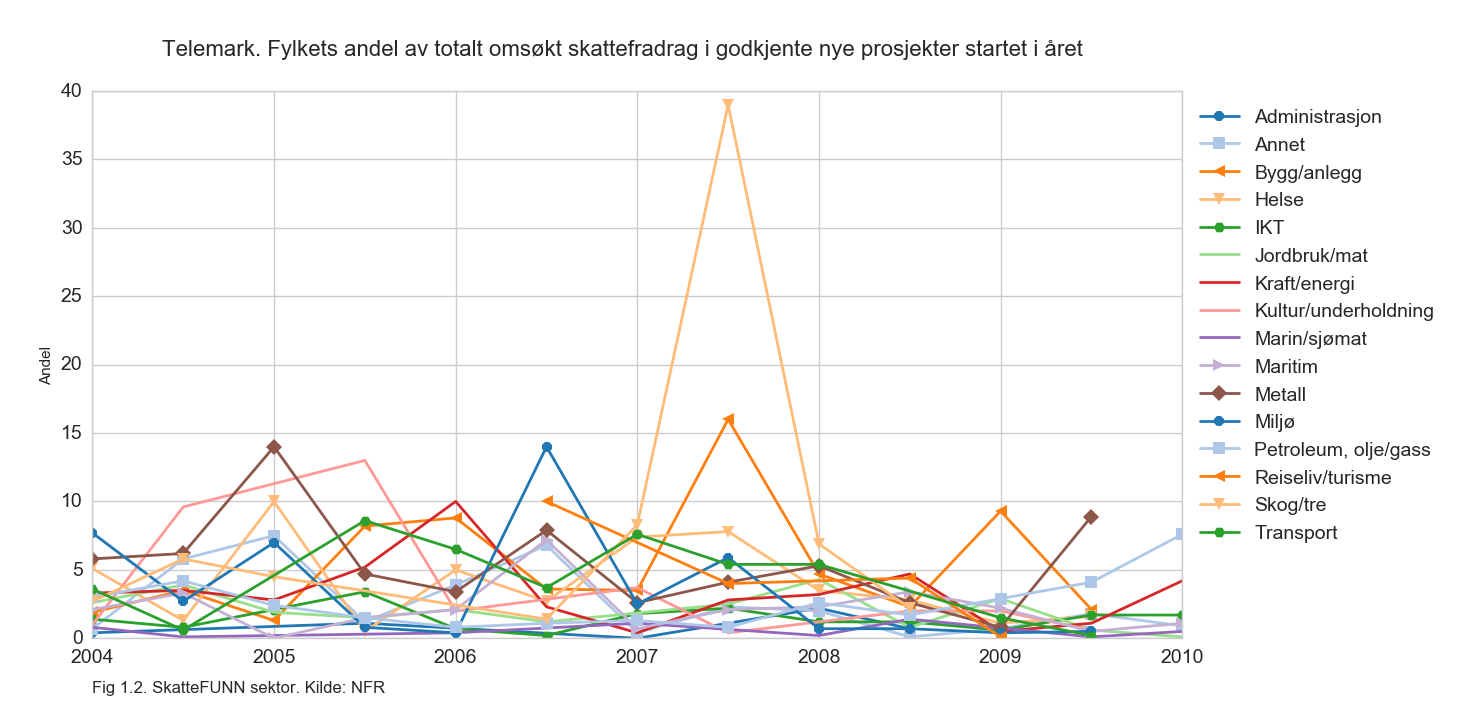 Telemark. Fylkets andel av totalt omsøkt skattefradrag i godkjente nye prosjekter startet i året
40
35
30
25
20
15
10
5
0
Andel
2004 2005 2006 2007 2008 2009 2010
Administrasjon
Annet
Bygg/anlegg
Helse
IKT
Jordbruk/mat
Kraft/energi
Kultur/underholdning
Marin/sjømat
Maritim
Metall
Miljø
Petroleum, olje/gass
Reiseliv/turisme
Skog/tre
Transport
Fig 1.2. SkatteFUNN sektor. Kilde: NFR